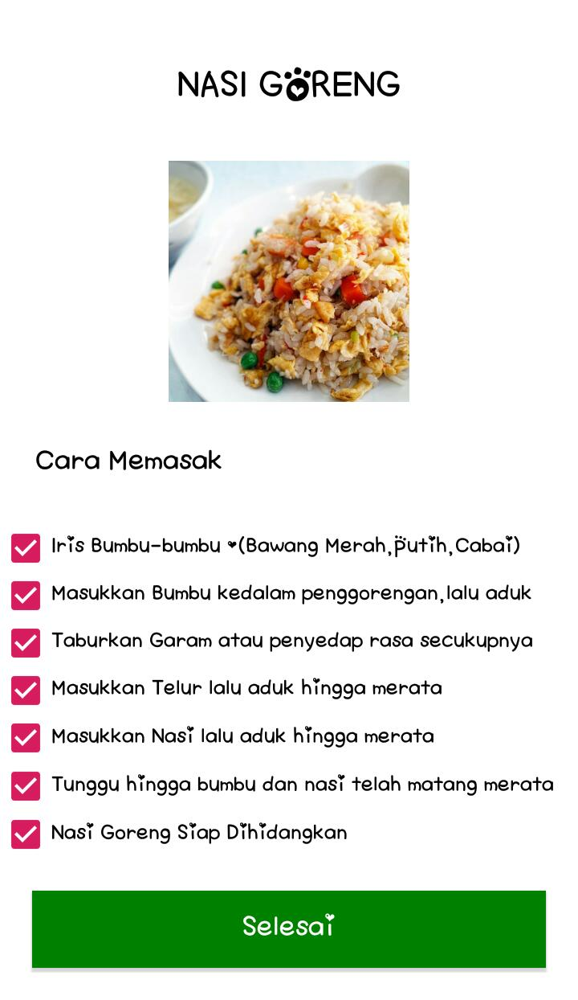 NASI GORENG
Cara Memasak
Iris Bumbu-bumbu (Bawang Merah,Putih,Cabai)
Masukkan Bumbu kedalam penggorengan,lalu aduk
Taburkan Garam atau penyedap rasa secukupnya
Masukkan Telur lalu aduk hingga merata
Masukkan Nasi lalu aduk hingga merata
Tunggu hingga bumbu dan nasi telah matang merata
Nasi Goreng Siap Dihidangkan
Selesai